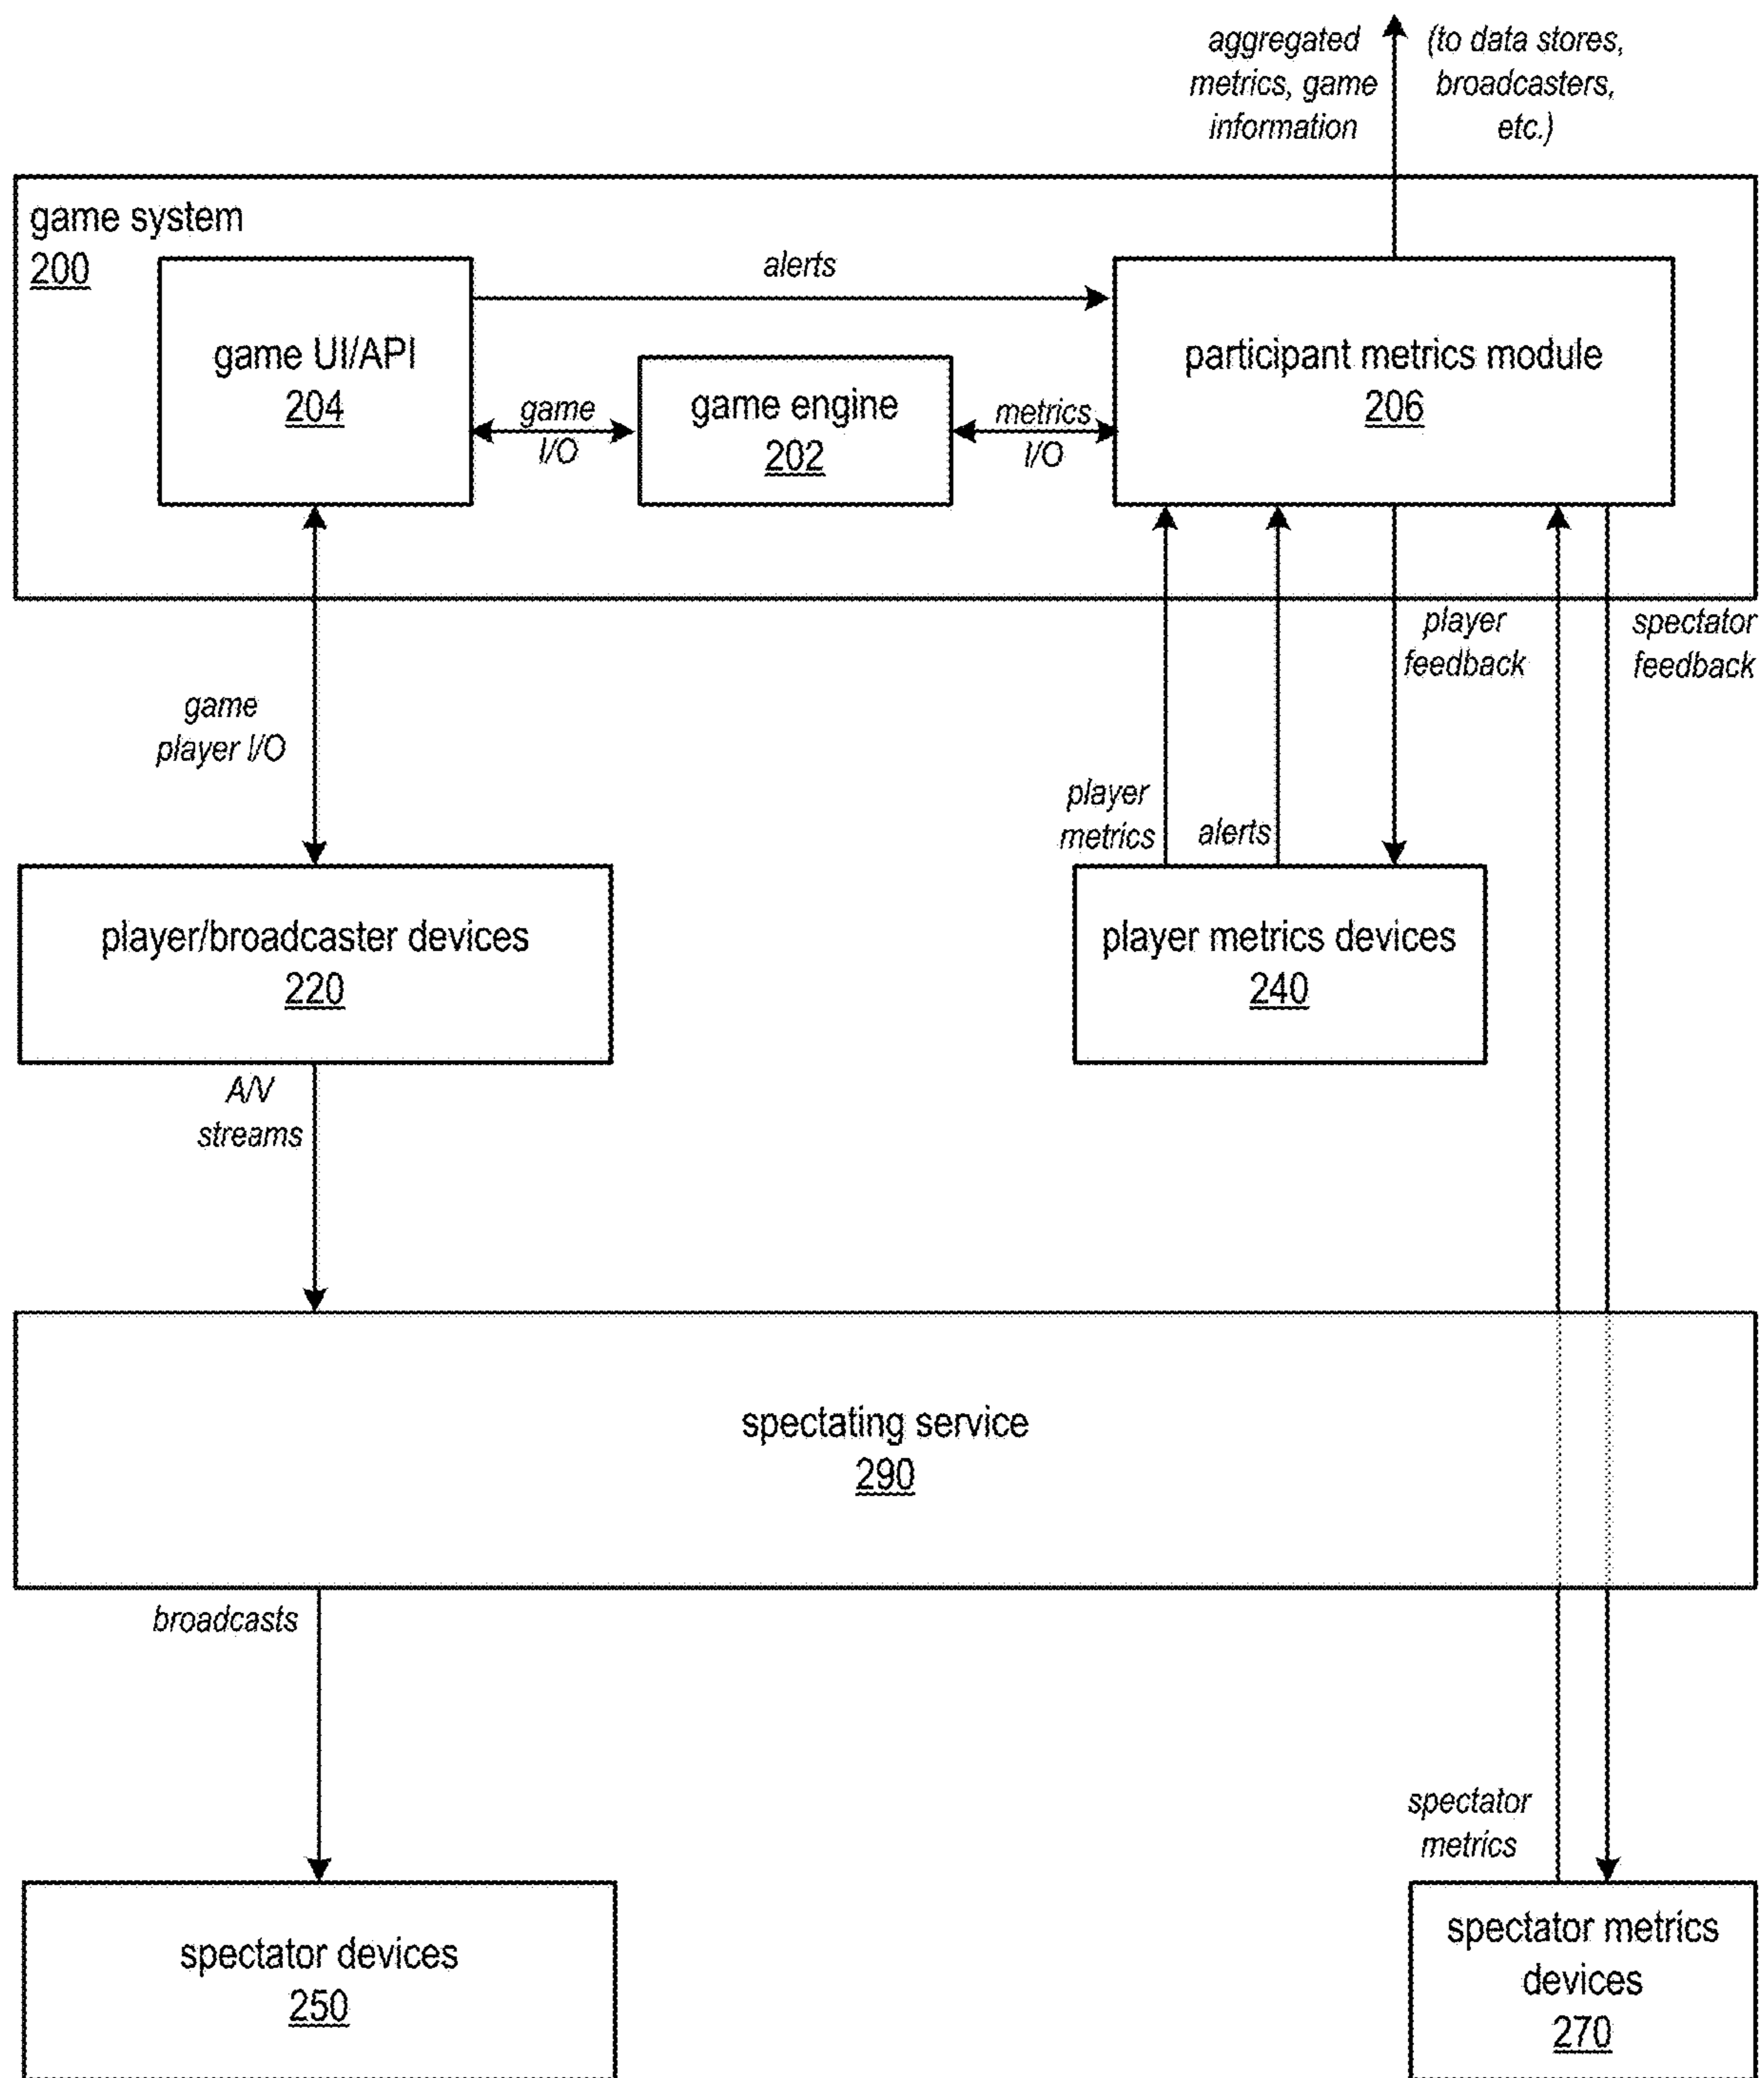 aggregated
metrics, game
information
(to data stores,
broadcasters,
etc.)
game system
200
game UI/API
204
alerts
game
I/O
game engine
202
metrics
I/O
participant metrics module
206
game
player I/O
player
metrics
alerts
player
feedback
spectator
feedback
player/broadcaster devices
220
player metrics devices
240
A/V
streams
spectating service
290
broadcasts
spectator
metrics
spectator devices
250
spectator metrics
devices
270